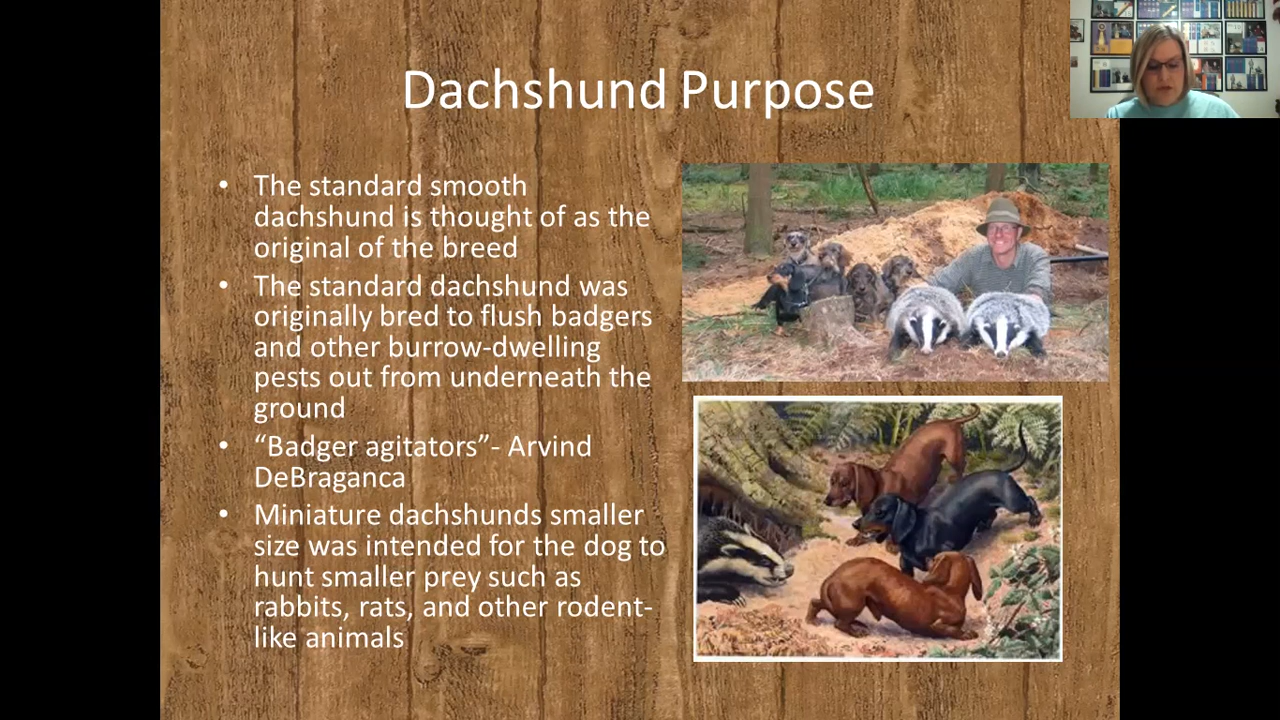 Dachshund Purpose
• The standard smooth
dachshund is thought of as the
original of the breed
• The standard dachshund was
originally bred to flush badgers
and other burrow-dwelling
pests out from underneath the
ground
• “Badger agitators”- Arvind
DeBraganca
• Miniature dachshunds smaller
size was intended for the dog to
hunt smaller prey such as
rabbits, rats, and other rodent-
like animals